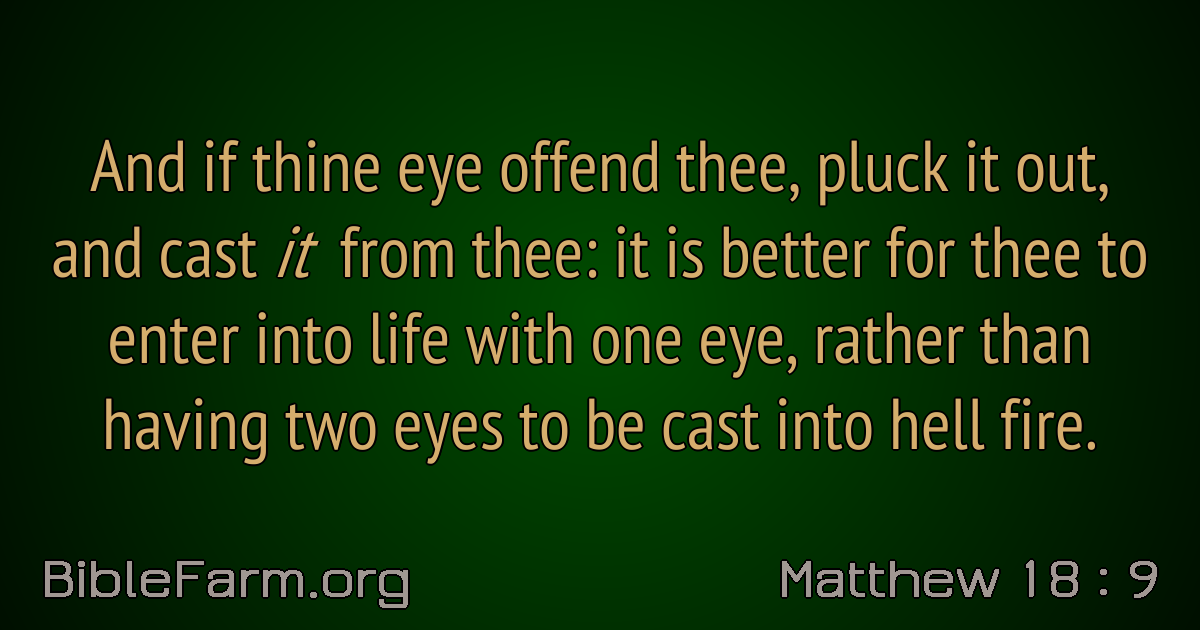 And if thine eye offend thee, pluck it out,
and cast it from thee: it is better for thee to
enter into life with one eye, rather than
having two eyes to be cast into hell fire.
BibleFarm.org
Matthew 18 : 9